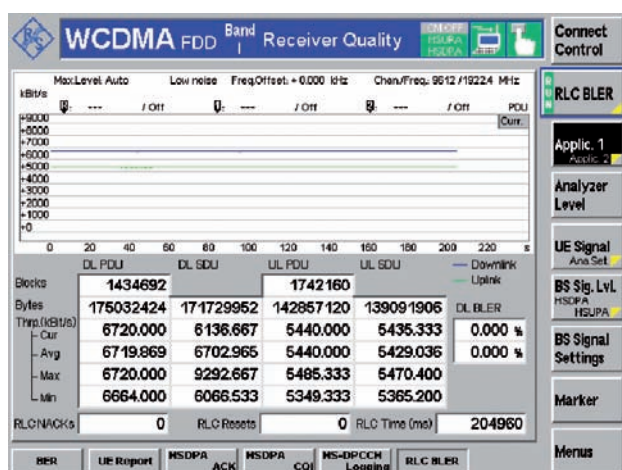 WCDMA FDD Band I Receiver Quality
Connect Control
Max.Level: Auto Low noise Freq.Offset: + 0.000 kHz Chan./Freq.: 9612 / 1922.4 MHz
kBit/s --- / Off --- / Off --- / Off PDU
RLC BLER
Curr.
+9000
+8000
+7000
+6000
+5000
+4000
+3000
+2000
+1000
+0
0 20 40 60 80 100 120 140 160 180 200 220 s
Applic. 1
Applic. 2
Analyzer Level
UE Signal
Ana.Set.
DL PDU DL SDU UL PDU UL SDU Downlink
Uplink
Blocks 1434692 1742160
Bytes 175032424 171729952 142857120 139091906 DL BLER
Thrp.(kBit/s)
Cur 6720.000 6136.667 5440.000 5435.333 0.000 %
Avg 6719.869 6702.965 5440.000 5429.036 0.000 %
Max 6720.000 9292.667 5485.333 5470.400
Min 6664.000 6066.533 5349.333 5365.200
RLC NACKs 0 RLC Resets 0 RLC Time (ms) 204960
BS Sig. Lvl.
HSDPA
HSUPA
BS Signal Settings
Marker
Menus
BER
UE Report
HSDPA ACK
HSDPA CQI
HS-DPCCH Logging
RLC BLER